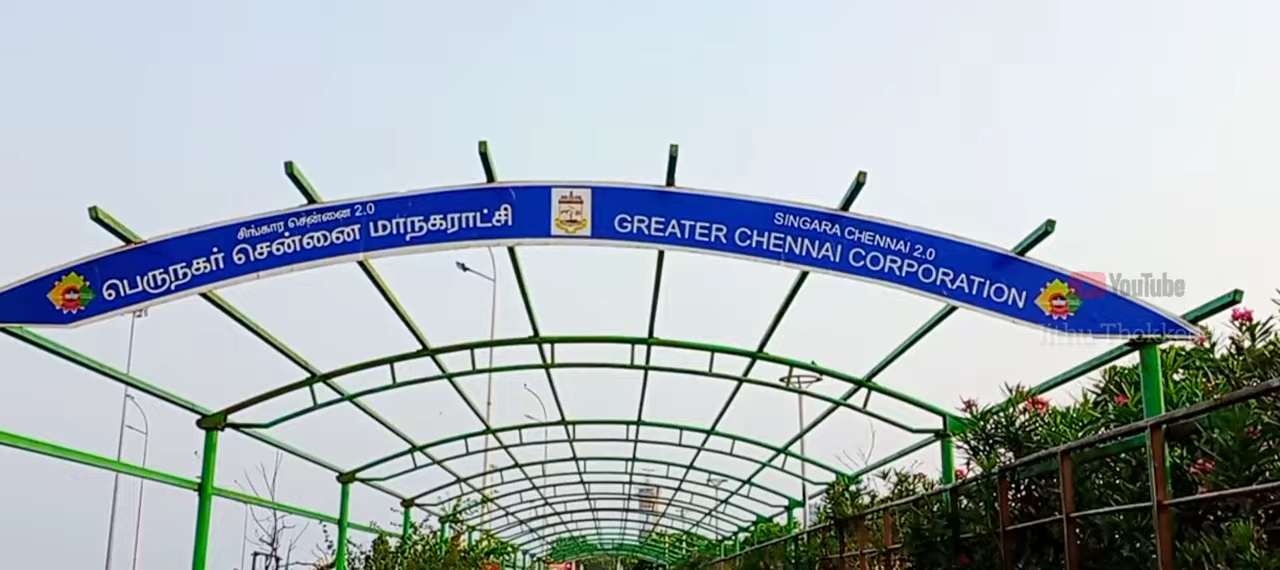 சிங்கார சென்னை 2.0
பெருநகர் சென்னை மாநகராட்சி
SINGARA CHENNAI 2.0
GREATER CHENNAI CORPORATION
YouTube